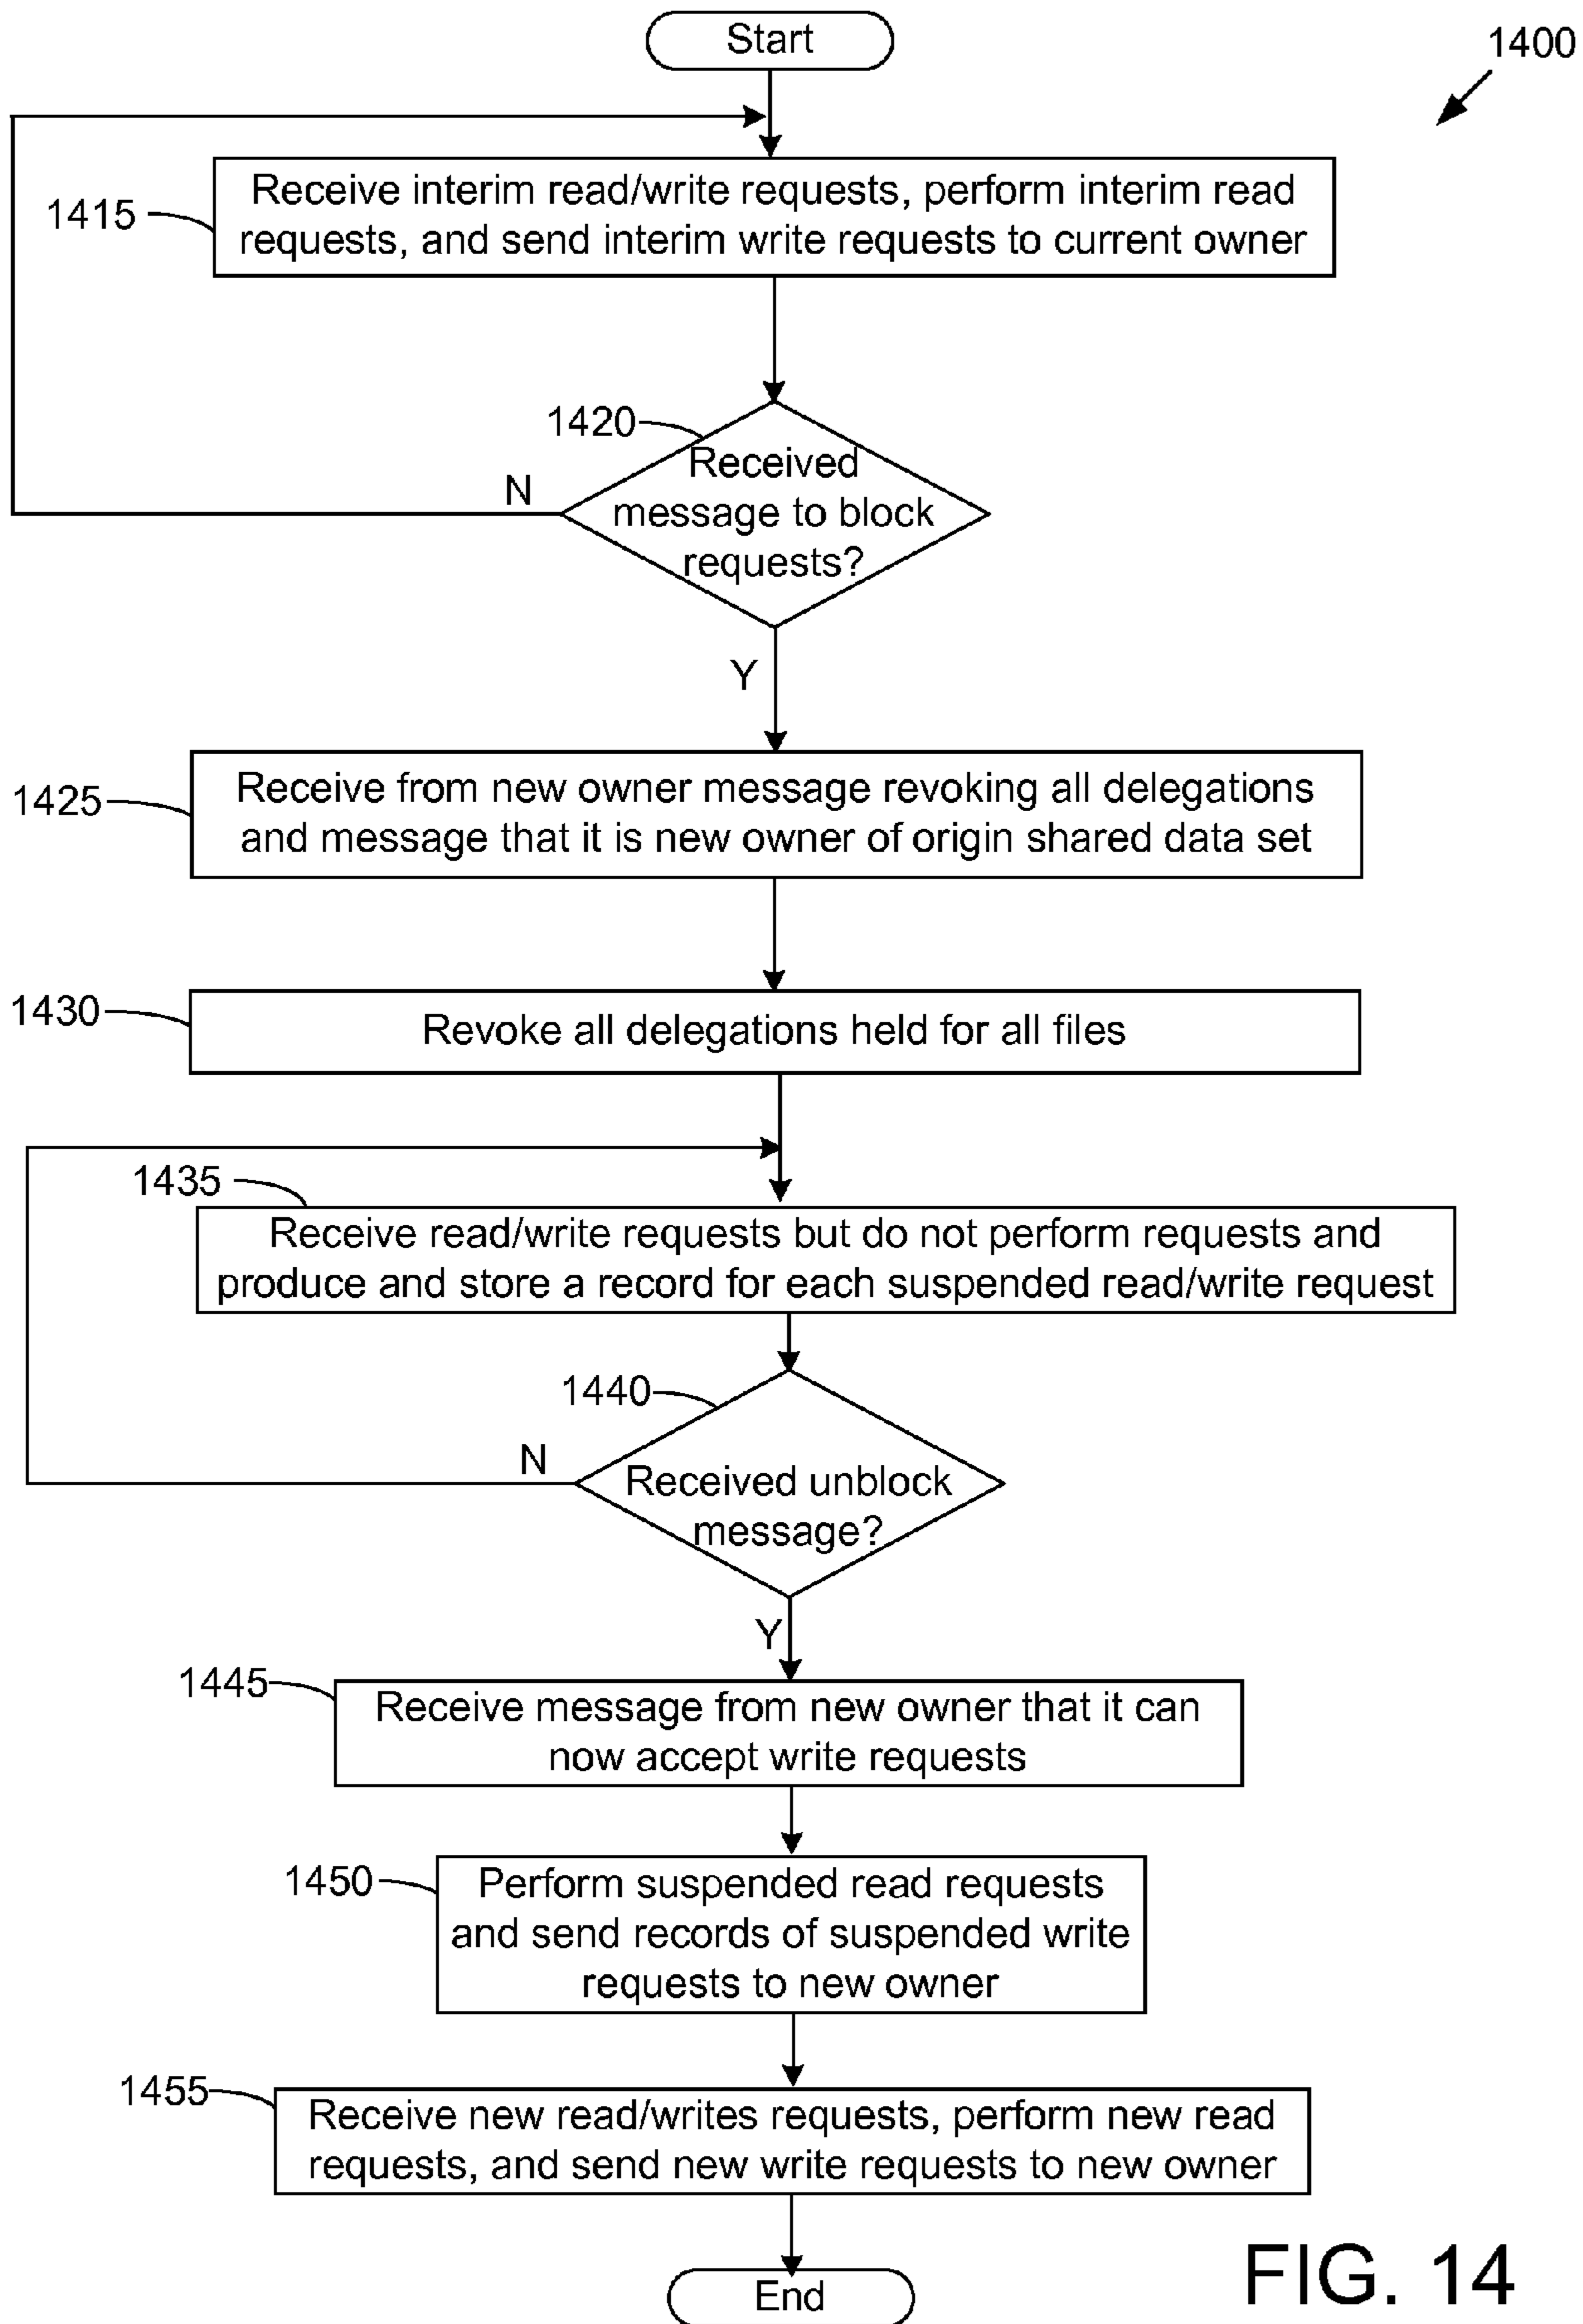 Start
1400
1415
Receive interim read/write requests, perform interim read
requests, and send interim write requests to current owner
1420
Received
message to block
requests?
N
Y
1425
Receive from new owner message revoking all delegations
and message that it is new owner of origin shared data set
1430
Revoke all delegations held for all files
1435
Receive read/write requests but do not perform requests and
produce and store a record for each suspended read/write request
1440
N
Received unblock
message?
Y
1445
Receive message from new owner that it can
now accept write requests
1450
Perform suspended read requests
and send records of suspended write
requests to new owner
1455
Receive new read/writes requests, perform new read
requests, and send new write requests to new owner
End
FIG. 14